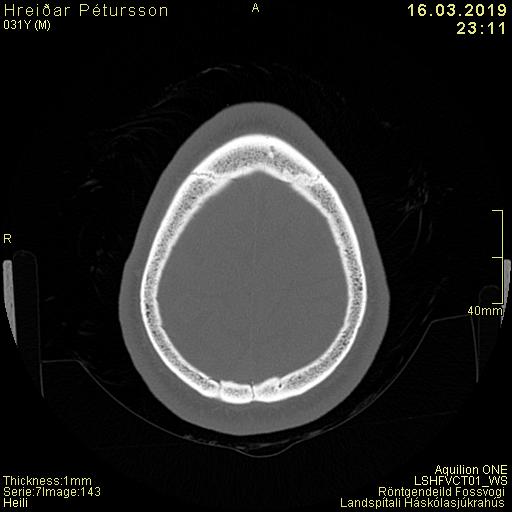 Hreiðar Pétursson
031Y (M)
A
16.03.2019
23:11
R
40mm
Thickness:1mm
Serie:7Image:143
Heili
Aquilion ONE
LSHFVCT01_WS
Röntgendeild Fossvogi
Landspítali Háskólasjúkrahús